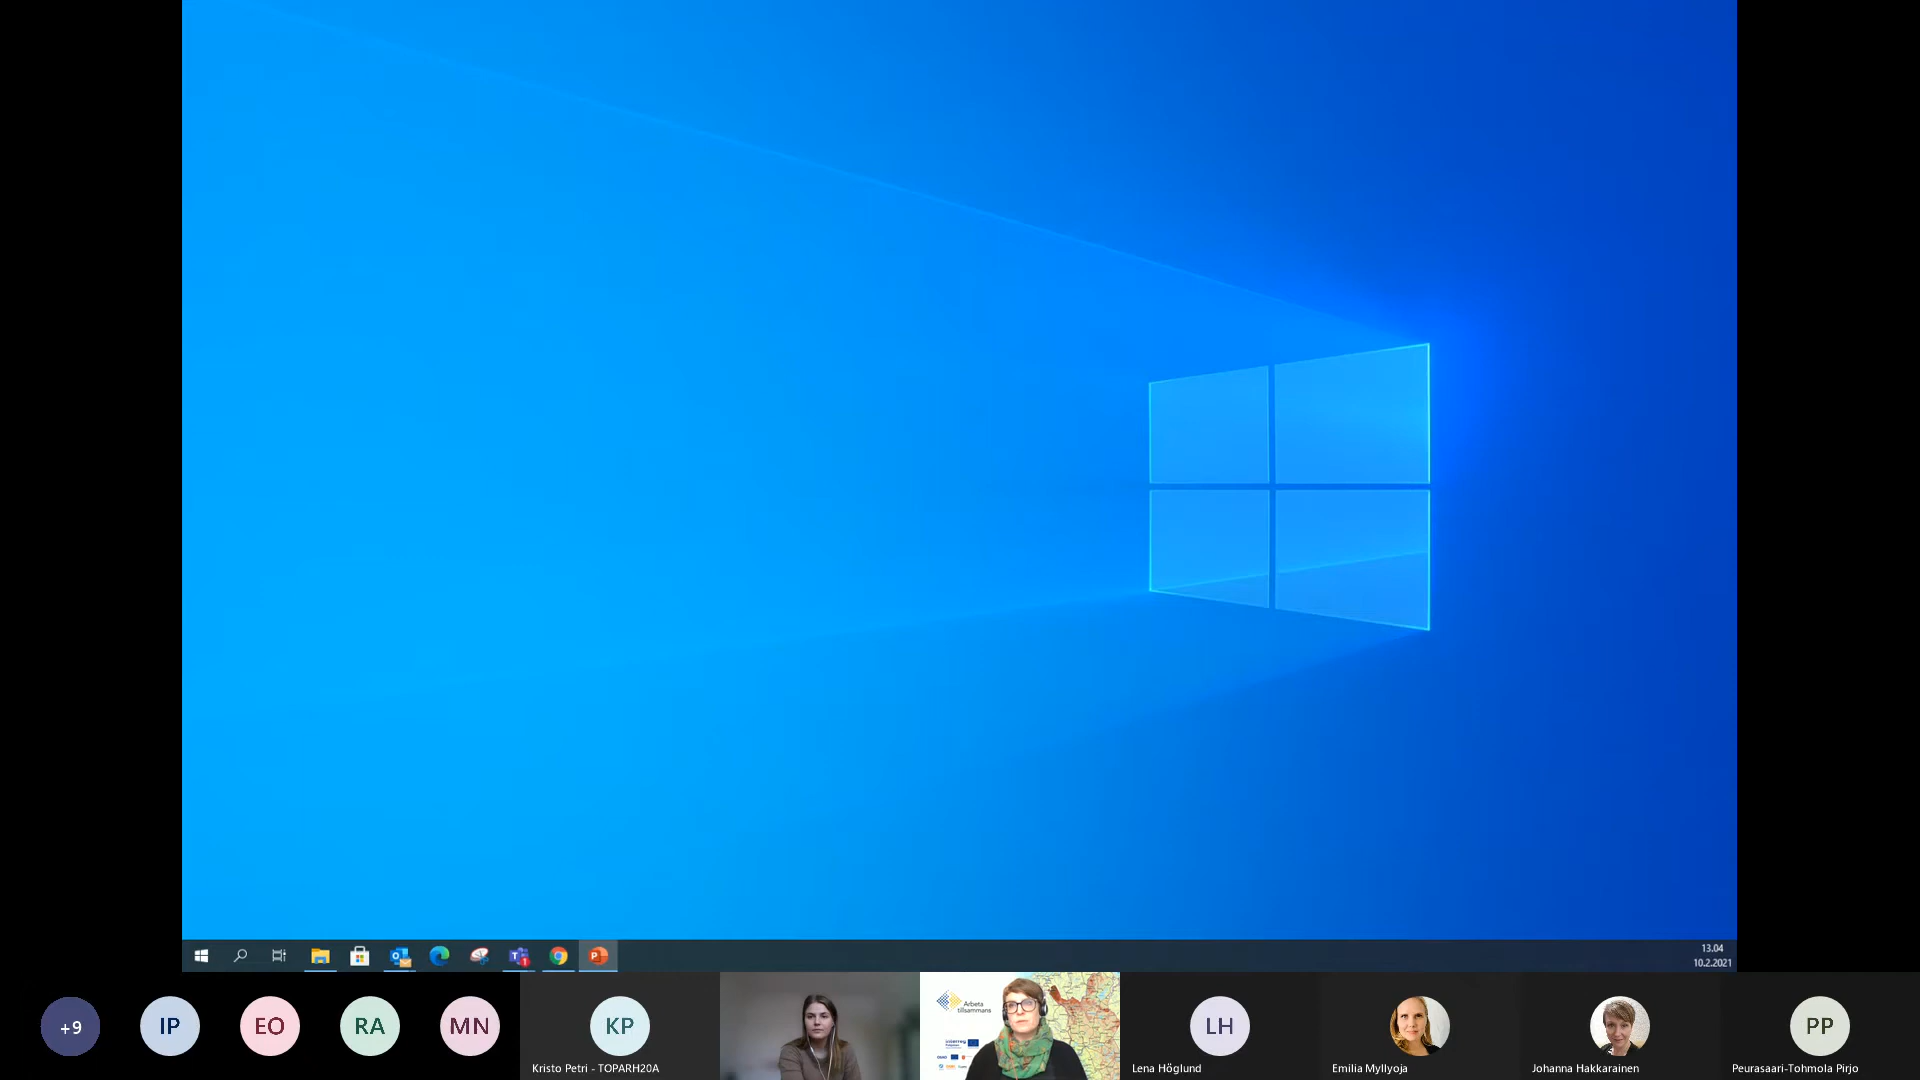 13.04
10.2.2021
+9
IP
EO
RA
MN
KP
Kristo Petri - TOPARH20A
Arbeta
tillsammans
Interreg
LH
Lena Höglund
Emilia Myllyoja
Johanna Hakkarainen
PP
Peurasaari-Tohmola Pirjo